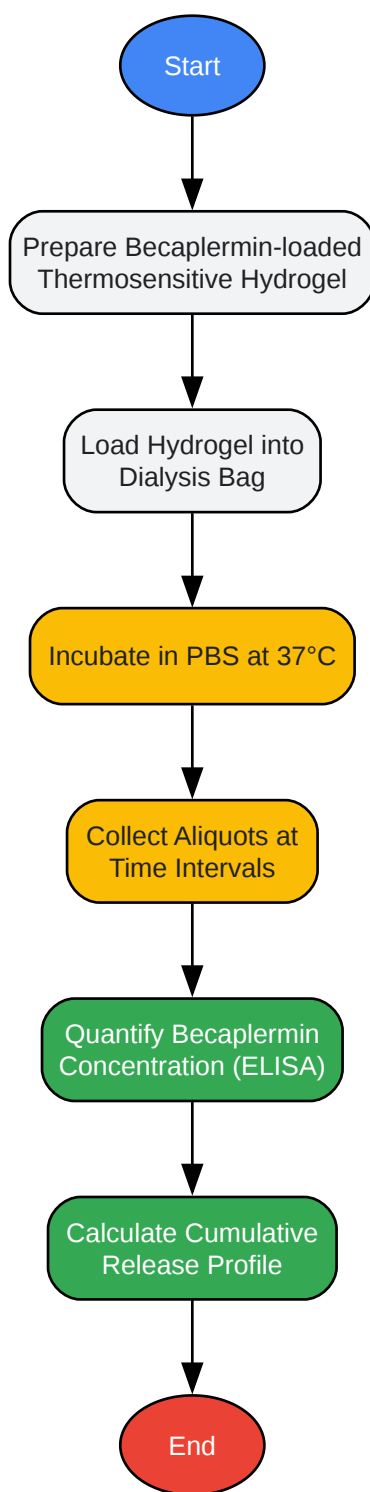 Start
Prepare Becaplermin-loaded
Thermosensitive Hydrogel
Load Hydrogel into
Dialysis Bag
Incubate in PBS at 37°C
Collect Aliquots at
Time Intervals
Quantify Becaplermin
Concentration (ELISA)
Calculate Cumulative
Release Profile
End